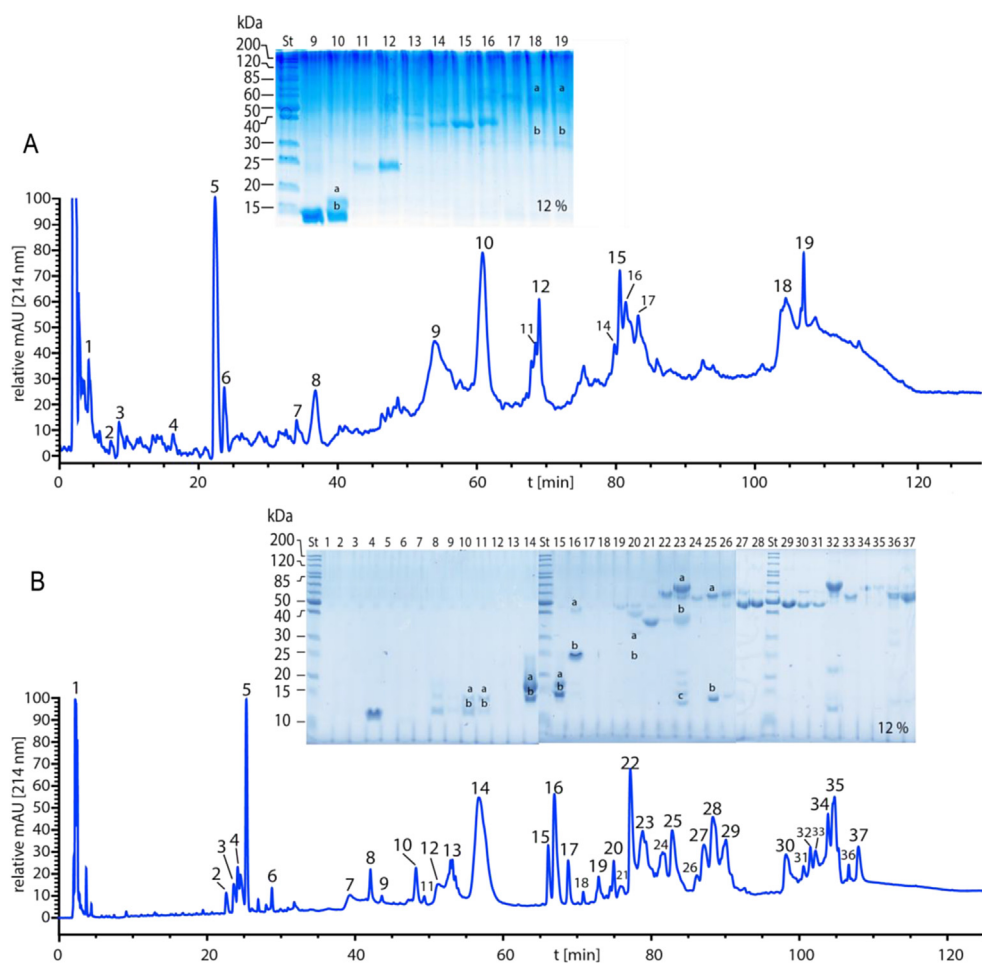 kDa
St 9 10 11 12 13 14 15 16 17 18 19
200
120
85
60
50
40
30
25
20
15
a
b
a
b
a
b
12 %
A
relative mAU [214 nm]
100
90
80
70
60
50
40
30
20
10
0
1
2
3
4
5
6
7
8
9
10
11
12
14
15
16
17
18
19
0 20 40 60 80 100 120
t [min]
kDa
St 1 2 3 4 5 6 7 8 9 10 11 12 13 14 St 15 16 17 18 19 20 21 22 23 24 25 26 27 28 St 29 30 31 32 33 34 35 36 37
200
120
85
50
40
30
25
20
15
10
a
b
a
b
a
b
a
b
a
b
a
b
a
b
c
a
b
12 %
B
relative mAU [214 nm]
100
90
80
70
60
50
40
30
20
10
0
1
2
3
4
5
6
7
8
9
10
11
12
13
14
15
16
17
18
19
20
21
22
23
24
25
26
27
28
29
30
31
32
33
34
35
36
37
0 20 40 60 80 100 120
t [min]